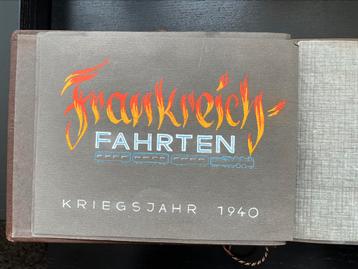 Frankreich-
FAHRTEN
KRIEGSJAHR 1940